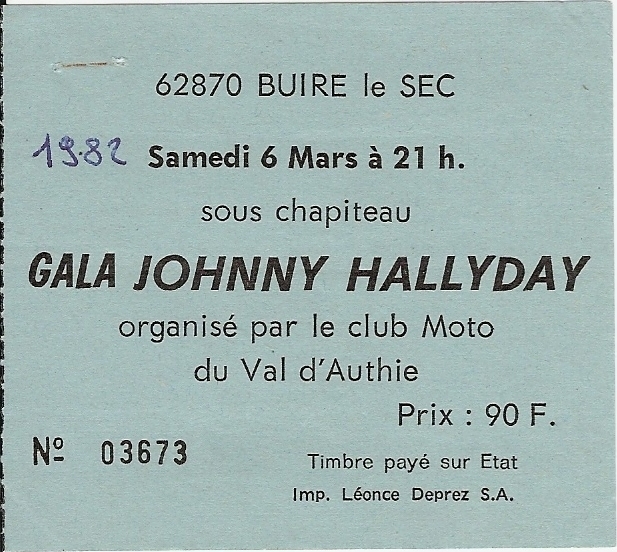 62870 BUIRE le SEC
1982 Samedi 6 Mars à 21 h.
sous chapiteau
GALA JOHNNY HALLYDAY
organisé par le club Moto
du Val d'Authie
Prix : 90 F.
Nº 03673
Timbre payé sur Etat
Imp. Léonce Deprez S.A.